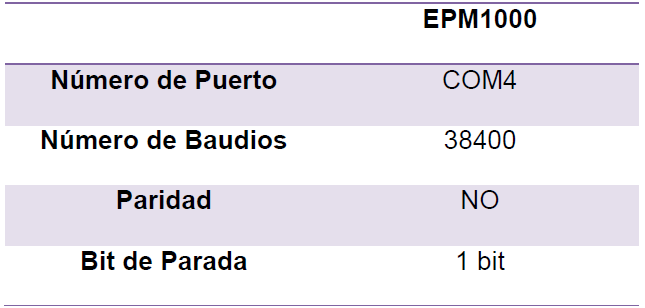 EPM1000
Número de Puerto COM4
Número de Baudios 38400
Paridad NO
Bit de Parada 1 bit